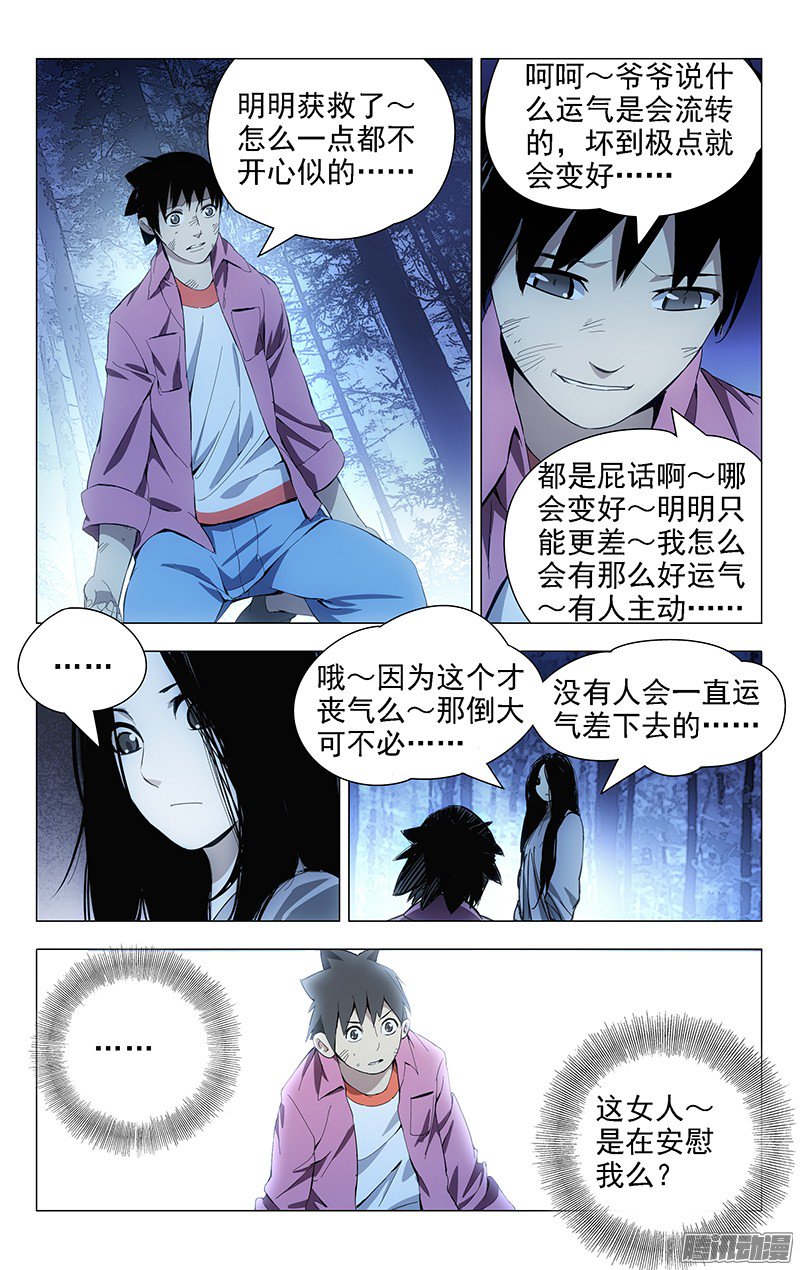 明明获救了～
怎么一点都不
开心似的……
呵呵～爷爷说什
么运气是会流转
的，坏到极点就
会变好……
都是屁话啊～哪
会变好～明明只
能更差～我怎么
会有那么好运气
～有人主动……
……
哦～因为这个才
丧气么～那倒大
可不必……
没有人会一直运
气差下去的……
……
这女人～
是在安慰
我么？
腾讯动漫